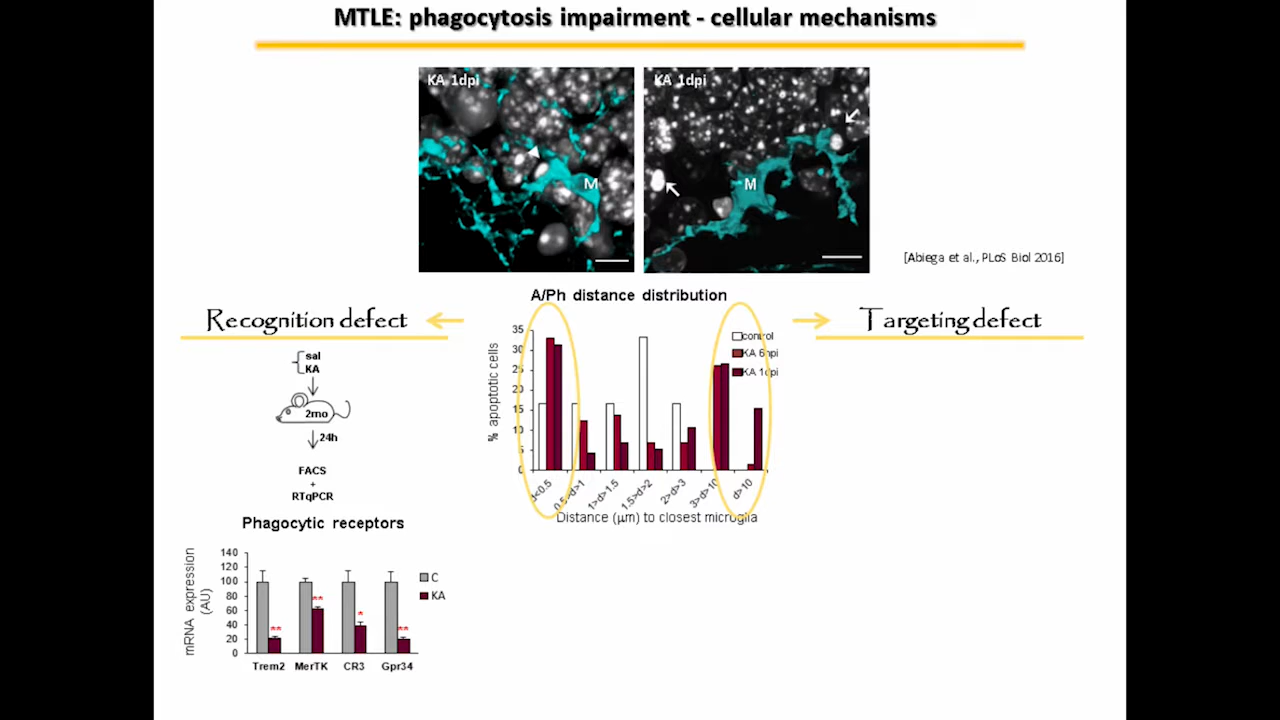 MTLE: phagocytosis impairment - cellular mechanisms
KA 1dpi
M
KA 1dpi
M
[Abiega et al., PLoS Biol 2016]
Recognition defect
Targeting defect
A/Ph distance distribution
% apoptotic cells
35
30
25
20
15
10
5
0
control
KA 6hpi
KA 1dpi
d<0.5
0.5>d>1
1>d>1.5
1.5>d>2
2>d>3
3>d>10
d>10
Distance (μm) to closest microglia
sal
KA
2mo
24h
FACS
+
RTqPCR
Phagocytic receptors
mRNA expression
(AU)
140
120
100
80
60
40
20
0
C
KA
**
**
*
**
Trem2 MerTK CR3 Gpr34